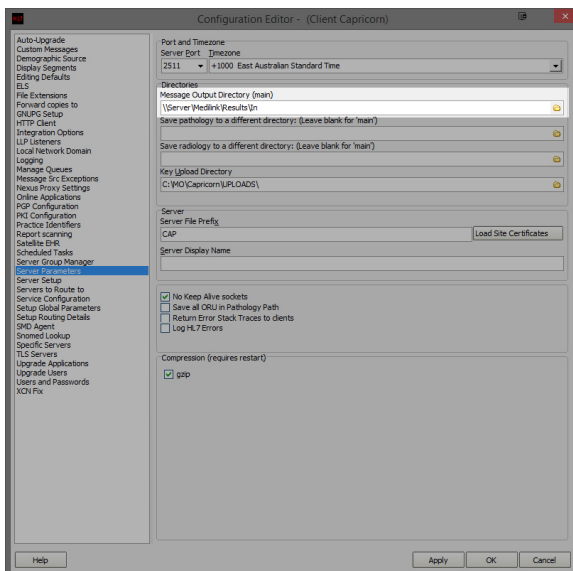 HL7
Configuration Editor - (Client Capricorn)
Auto-Upgrade
Custom Messages
Demographic Source
Display Segments
Editing Defaults
ELS
File Extensions
Forward copies to
GNUPG Setup
HTTP Client
Integration Options
LLP Listeners
Local Network Domain
Logging
Manage Queues
Message Src Exceptions
Nexus Proxy Settings
Online Applications
PGP Configuration
PKI Configuration
Practice Identifiers
Report scanning
Satellite EHR
Scheduled Tasks
Server Group Manager
Server Parameters
Server Setup
Servers to Route to
Service Configuration
Setup Global Parameters
Setup Routing Details
SMD Agent
Snomed Lookup
Specific Servers
TLS Servers
Upgrade Applications
Upgrade Users
Users and Passwords
XCN Fix
Port and Timezone
Server Port Timezone
2511 +1000 East Australian Standard Time
Directories
Message Output Directory (main)
\\Server\Medilink\Results\In
Save pathology to a different directory: (Leave blank for 'main')
Save radiology to a different directory: (Leave blank for 'main')
Key Upload Directory
C:\MO\Capricorn\UPLOADS\
Server
Server File Prefix
CAP Load Site Certificates
Server Display Name
No Keep Alive sockets
Save all ORU in Pathology Path
Return Error Stack Traces to clients
Log HL7 Errors
Compression (requires restart)
gzip
Help Apply OK Cancel